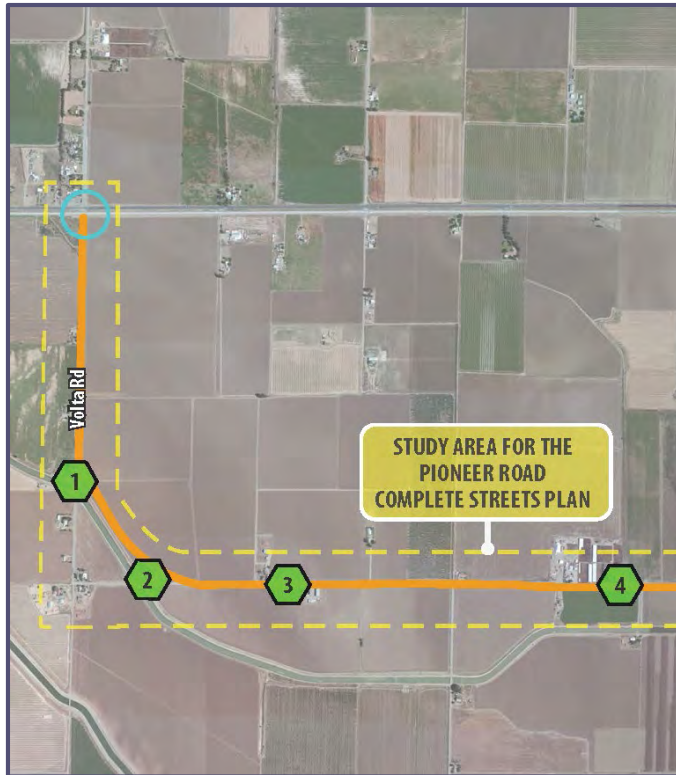 Volta Rd
1
STUDY AREA FOR THE
PIONEER ROAD
COMPLETE STREETS PLAN
2
3
4